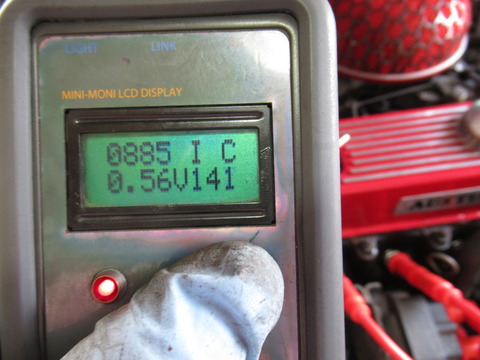 LIGHT LINK
MINI-MONI LCD DISPLAY
0885 I C
0.56V141